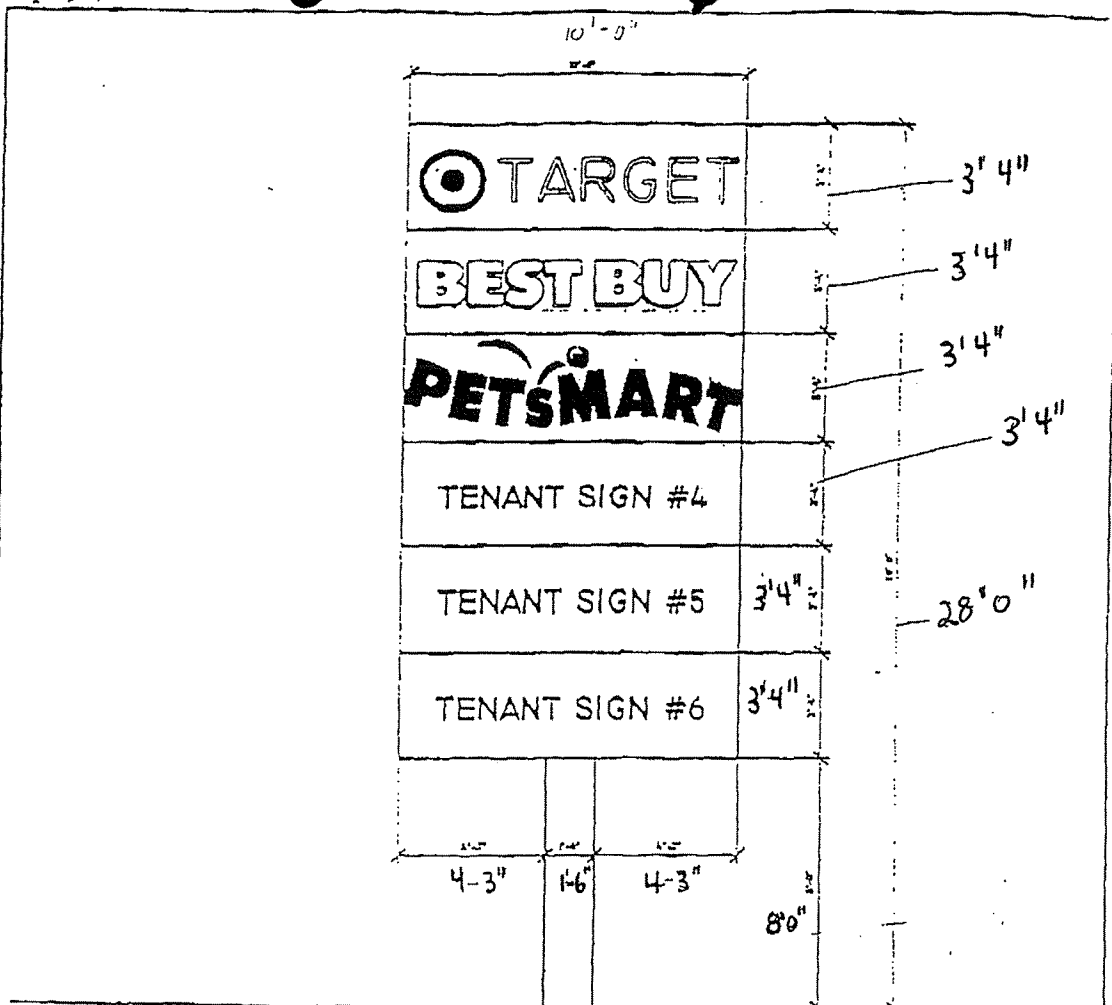 10'-0"
TARGET
3'4"
BEST BUY
3'4"
PETSMART
3'4"
3'4"
TENANT SIGN #4
TENANT SIGN #5
3'4"
28'0"
TENANT SIGN #6
3'4"
4-3"
1-6"
4-3"
8'0"